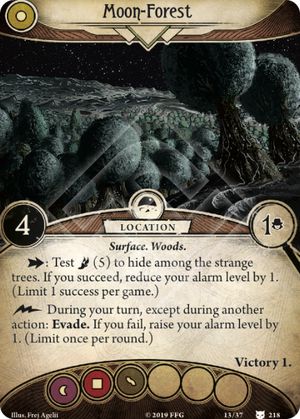 Moon-Forest
4
LOCATION
1
Surface. Woods.
: Test (5) to hide among the strange
trees. If you succeed, reduce your alarm level by 1.
(Limit 1 success per game.)
During your turn, except during another
action: Evade. If you fail, raise your alarm level by
1. (Limit once per round.)
Victory 1.
Illus. Frej Agelii
© 2019 FFG
13/37
218